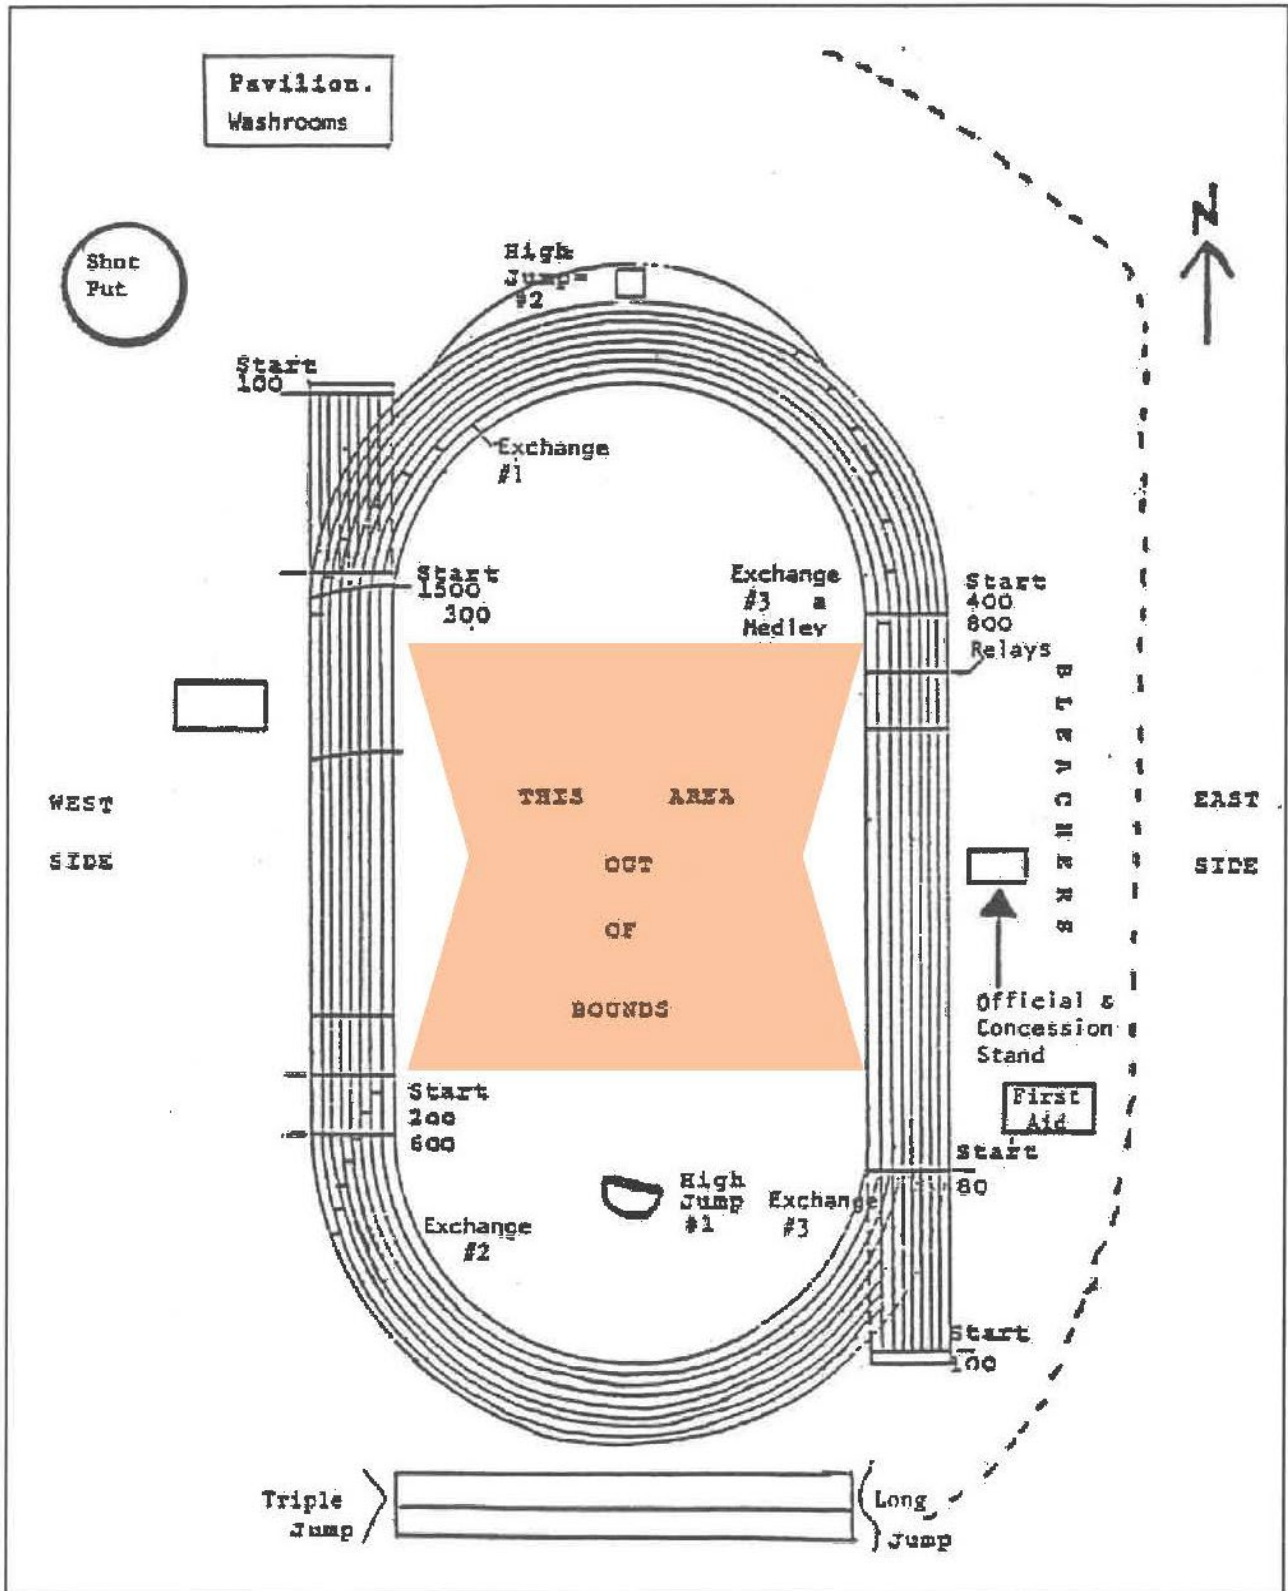 Pavilion.
Washrooms
N
Shot
Put
High
Jump
#2
Start
100
Exchange
#1
Start
1500
300
Exchange
#3 a
Medley
Start
400
800
Relays
BLEACHERS
THIS AREA
OUT
OF
BOUNDS
WEST
SIDE
EAST
SIDE
Official &
Concession
Stand
Start
200
600
First
Aid
Start
80
High
Jump
#1
Exchange
#3
Exchange
#2
Start
100
Triple
Jump
Long
Jump